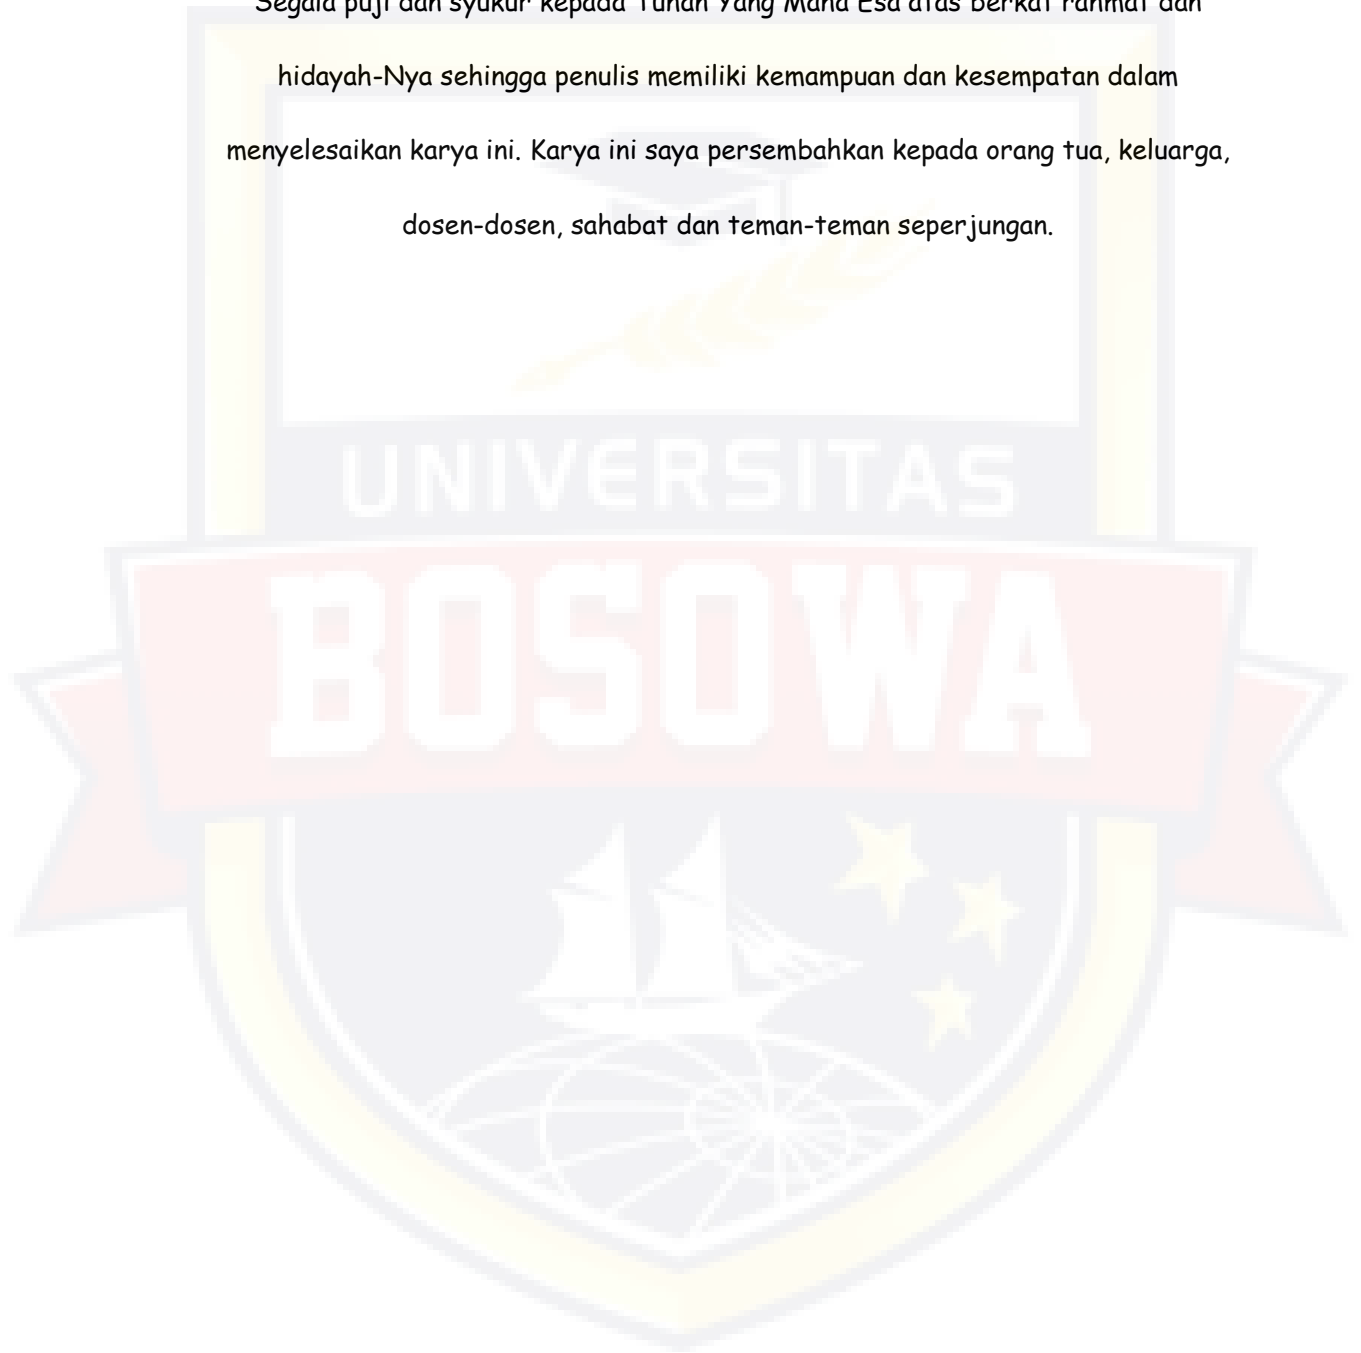 Segala puji dan syukur kepada Tuhan Yang Maha Esa atas berkat rahmat dan
hidayah-Nya sehingga penulis memiliki kemampuan dan kesempatan dalam
menyelesaikan karya ini. Karya ini saya persembahkan kepada orang tua, keluarga,
dosen-dosen, sahabat dan teman-teman seperjungan.
UNIVERSITAS
BOSOWA